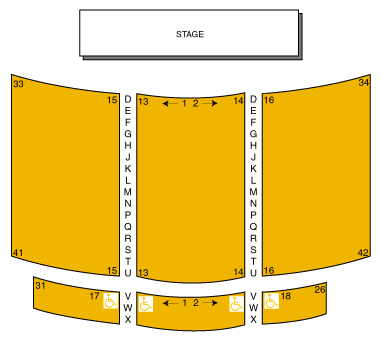 STAGE
33 34
15 D 13 ← 1 2 → 14 D 16
E E
F F
G G
H H
J J
K K
L L
M M
N N
P P
Q Q
R R
S S
41 T T 42
15 U 13 14 U 16
31 26
17 V ← 1 2 → V 18
W W
X X